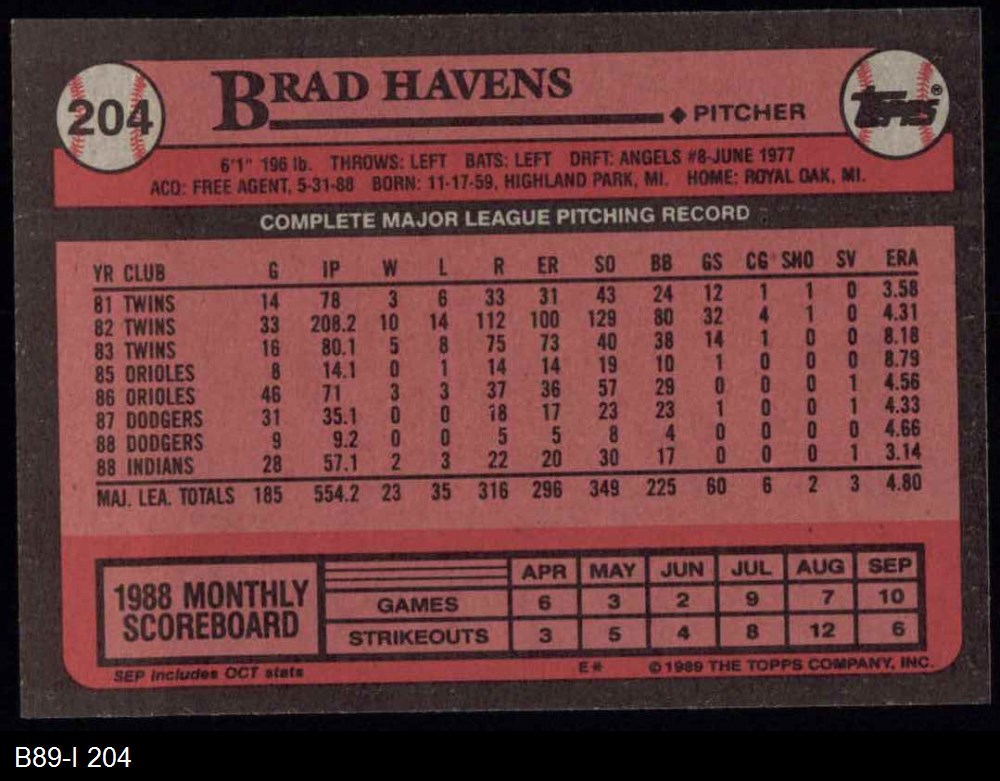 204
BRAD HAVENS
◆ PITCHER
Topps®
6'1" 196 lb. THROWS: LEFT BATS: LEFT DRFT: ANGELS #8-JUNE 1977
ACQ: FREE AGENT, 5-31-88 BORN: 11-17-59, HIGHLAND PARK, MI. HOME: ROYAL OAK, MI.
COMPLETE MAJOR LEAGUE PITCHING RECORD
YR CLUB G IP W L R ER SO BB GS CG SHO SV ERA
81 TWINS 14 78 3 6 33 31 43 24 12 1 1 0 3.58
82 TWINS 33 208.2 10 14 112 100 129 80 32 4 1 0 4.31
83 TWINS 16 80.1 5 8 75 73 40 38 14 1 0 0 8.18
85 ORIOLES 8 14.1 0 1 14 14 19 10 1 0 0 0 8.79
86 ORIOLES 46 71 3 3 37 36 57 29 0 0 0 1 4.56
87 DODGERS 31 35.1 0 0 18 17 23 23 1 0 0 1 4.33
88 DODGERS 9 9.2 0 0 5 5 8 4 0 0 0 0 4.66
88 INDIANS 28 57.1 2 3 22 20 30 17 0 0 0 1 3.14
MAJ. LEA. TOTALS 185 554.2 23 35 316 296 349 225 60 6 2 3 4.80
1988 MONTHLY
SCOREBOARD
APR MAY JUN JUL AUG SEP
GAMES 6 3 2 9 7 10
STRIKEOUTS 3 5 4 8 12 6
SEP includes OCT stats
E* © 1989 THE TOPPS COMPANY, INC.
B89-I 204